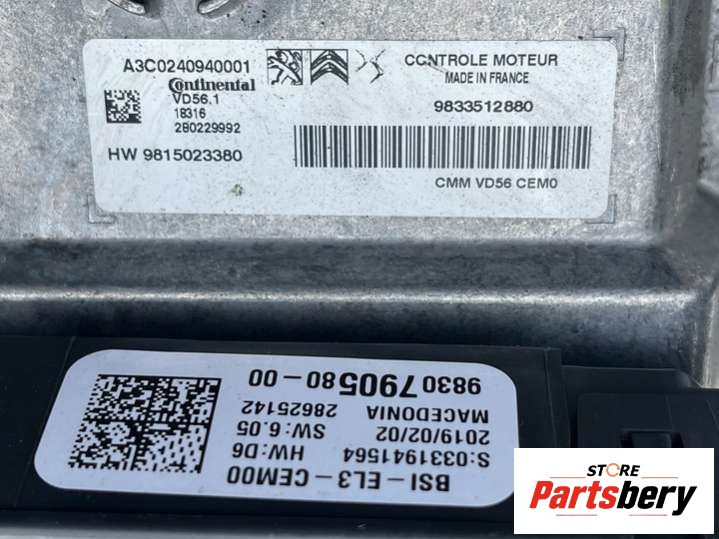 A3C0240940001
Continental
VD56.1
18316
280229992
HW 9815023380
CONTROLE MOTEUR
MADE IN FRANCE
9833512880
CMM VD56 CEM0
BSI-EL3-CEM00
S:0331941564 HW:D6
2019/02/02 SW:6.05
MACEDONIA 28625142
9830790580-00
STORE
Partsbery